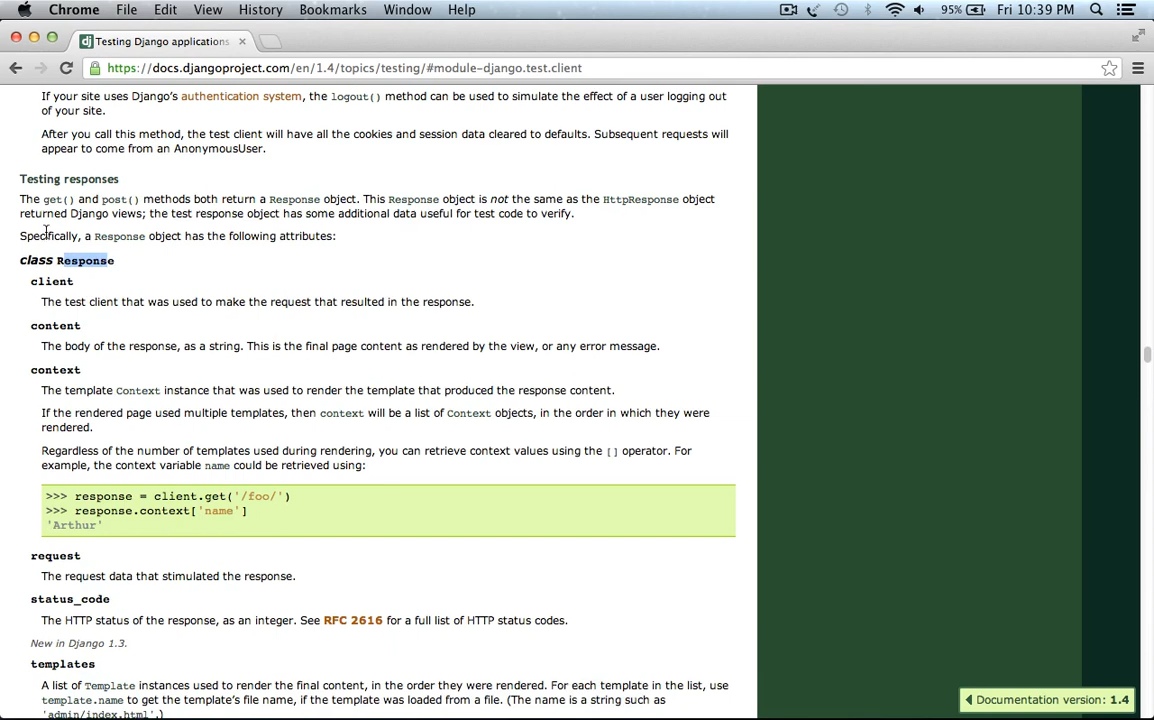 Chrome File Edit View History Bookmarks Window Help 95% Fri 10:39 PM
dj Testing Django applications
https://docs.djangoproject.com/en/1.4/topics/testing/#module-django.test.client
If your site uses Django's authentication system, the logout() method can be used to simulate the effect of a user logging out
of your site.
After you call this method, the test client will have all the cookies and session data cleared to defaults. Subsequent requests will
appear to come from an AnonymousUser.
Testing responses
The get() and post() methods both return a Response object. This Response object is not the same as the HttpResponse object
returned Django views; the test response object has some additional data useful for test code to verify.
Specifically, a Response object has the following attributes:
class Response
client
The test client that was used to make the request that resulted in the response.
content
The body of the response, as a string. This is the final page content as rendered by the view, or any error message.
context
The template Context instance that was used to render the template that produced the response content.
If the rendered page used multiple templates, then context will be a list of Context objects, in the order in which they were
rendered.
Regardless of the number of templates used during rendering, you can retrieve context values using the [] operator. For
example, the context variable name could be retrieved using:
>>> response = client.get('/foo/')
>>> response.context['name']
'Arthur'
request
The request data that stimulated the response.
status_code
The HTTP status of the response, as an integer. See RFC 2616 for a full list of HTTP status codes.
New in Django 1.3.
templates
A list of Template instances used to render the final content, in the order they were rendered. For each template in the list, use
template.name to get the template's file name, if the template was loaded from a file. (The name is a string such as
'admin/index.html'.)
Documentation version: 1.4